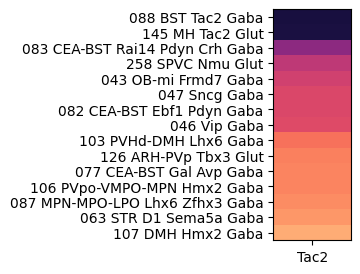 088 BST Tac2 Gaba
145 MH Tac2 Glut
083 CEA-BST Rai14 Pdyn Crh Gaba
258 SPVC Nmu Glut
043 OB-mi Frmd7 Gaba
047 Sncg Gaba
082 CEA-BST Ebf1 Pdyn Gaba
046 Vip Gaba
103 PVHd-DMH Lhx6 Gaba
126 ARH-PVp Tbx3 Glut
077 CEA-BST Gal Avp Gaba
106 PVpo-VMPO-MPN Hmx2 Gaba
087 MPN-MPO-LPO Lhx6 Zfhx3 Gaba
063 STR D1 Sema5a Gaba
107 DMH Hmx2 Gaba
Tac2